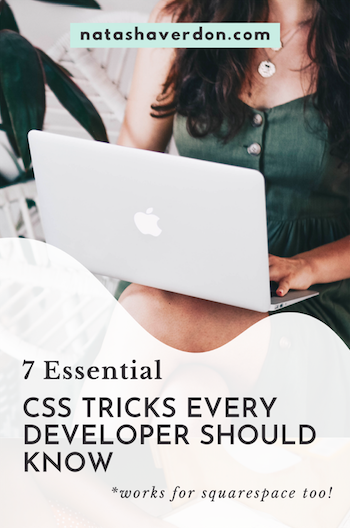 natashaverdon.com
7 Essential
CSS TRICKS EVERY
DEVELOPER SHOULD
KNOW
*works for squarespace too!